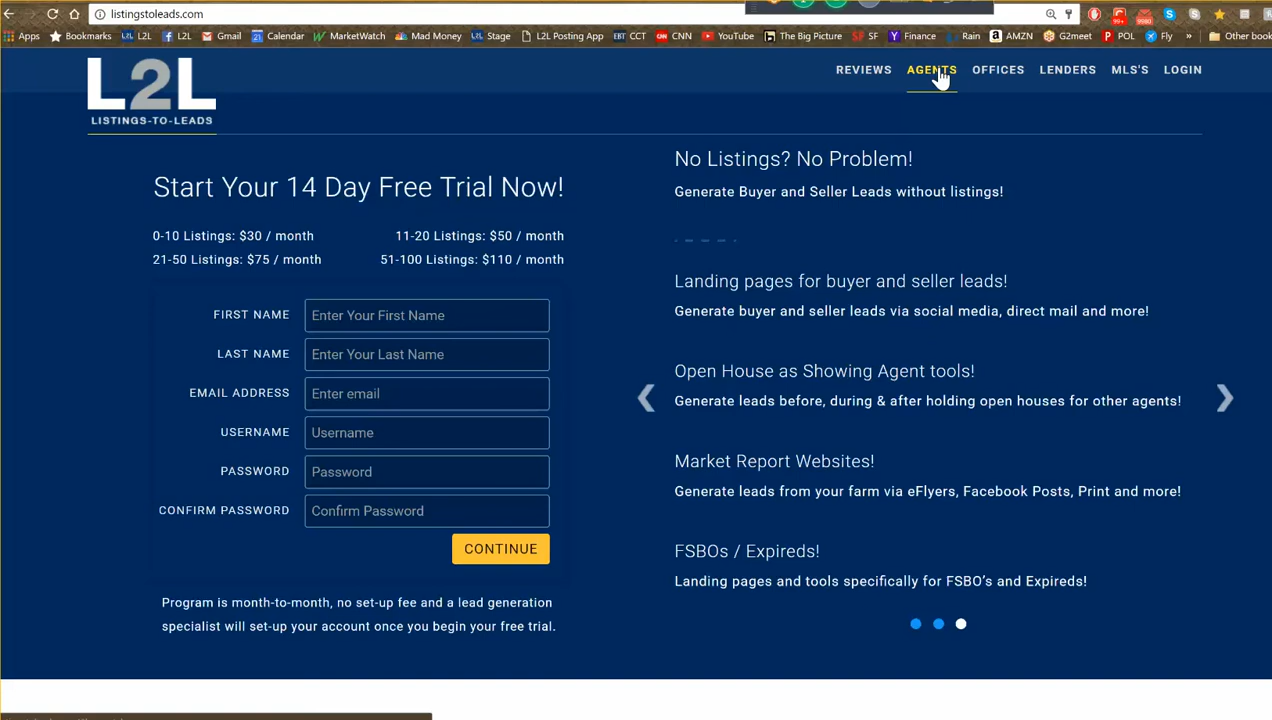 listingstoleads.com
Apps Bookmarks L2L L2L Gmail Calendar MarketWatch Mad Money Stage L2L Posting App EBT CCT CNN YouTube The Big Picture SF SF Finance Rain AMZN G2meet POL Fly » Other book
L2L
LISTINGS-TO-LEADS
REVIEWS AGENTS OFFICES LENDERS MLS'S LOGIN
Start Your 14 Day Free Trial Now!
0-10 Listings: $30 / month 11-20 Listings: $50 / month
21-50 Listings: $75 / month 51-100 Listings: $110 / month
FIRST NAME Enter Your First Name
LAST NAME Enter Your Last Name
EMAIL ADDRESS Enter email
USERNAME Username
PASSWORD Password
CONFIRM PASSWORD Confirm Password
CONTINUE
Program is month-to-month, no set-up fee and a lead generation
specialist will set-up your account once you begin your free trial.
No Listings? No Problem!
Generate Buyer and Seller Leads without listings!
Landing pages for buyer and seller leads!
Generate buyer and seller leads via social media, direct mail and more!
Open House as Showing Agent tools!
Generate leads before, during & after holding open houses for other agents!
Market Report Websites!
Generate leads from your farm via eFlyers, Facebook Posts, Print and more!
FSBOs / Expireds!
Landing pages and tools specifically for FSBO's and Expireds!